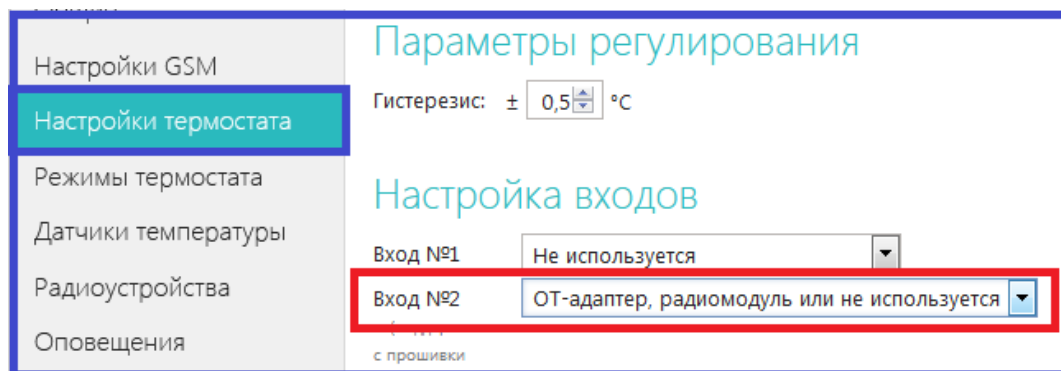 Настройки GSM
Настройки термостата
Режимы термостата
Датчики температуры
Радиоустройства
Оповещения
Параметры регулирования
Гистерезис: ± 0,5 °C
Настройка входов
Вход №1 Не используется
Вход №2 ОТ-адаптер, радиомодуль или не используется
с прошивки